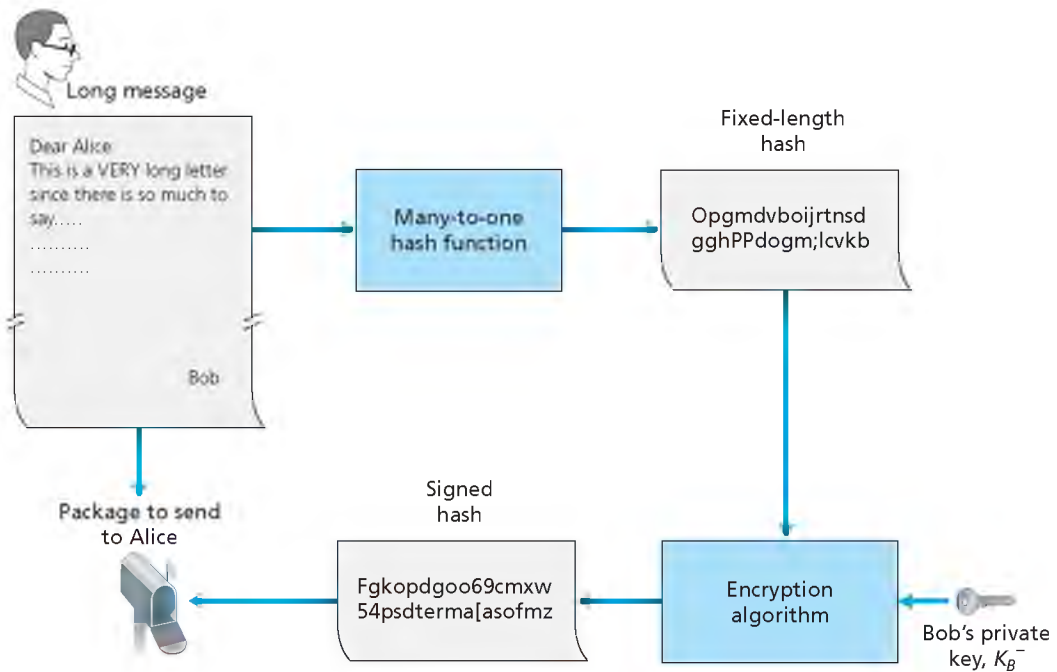 Long message
Dear Alice:
This is a VERY long letter
since there is so much to
say.....
..........
..........
Bob
Many-to-one
hash function
Fixed-length
hash
Opgmdvboijrtnsd
gghPPdogm;lcvkb
Package to send
to Alice
Signed
hash
Fgkopdgoo69cmxw
54psdterma[asofmz
Encryption
algorithm
Bob's private
key, K_B^-